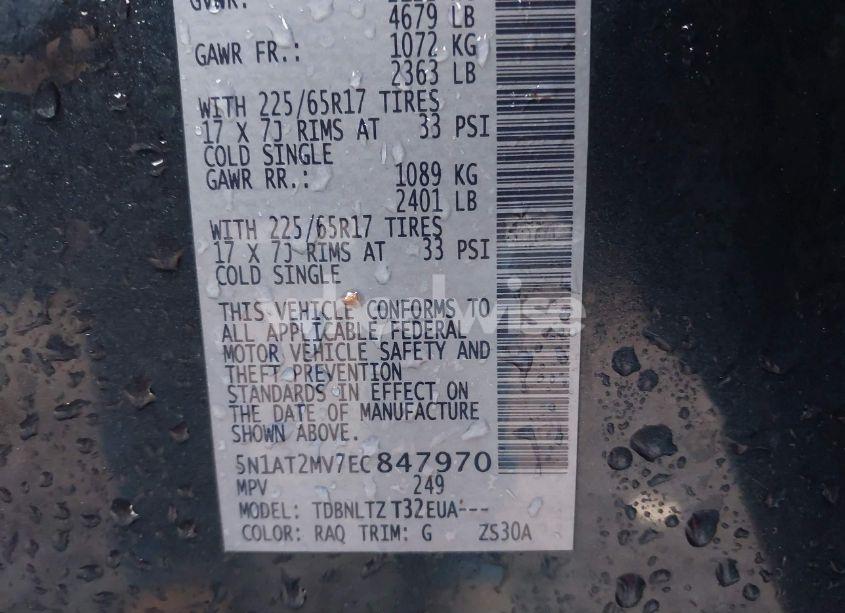 GVWR:
4679 LB
GAWR FR.: 1072 KG
2363 LB
WITH 225/65R17 TIRES
17 X 7J RIMS AT 33 PSI
COLD SINGLE
GAWR RR.: 1089 KG
2401 LB
WITH 225/65R17 TIRES
17 X 7J RIMS AT 33 PSI
COLD SINGLE
THIS VEHICLE CONFORMS TO
ALL APPLICABLE FEDERAL
MOTOR VEHICLE SAFETY AND
THEFT PREVENTION
STANDARDS IN EFFECT ON
THE DATE OF MANUFACTURE
SHOWN ABOVE.
5N1AT2MV7EC847970
MPV 249
MODEL: TDBNLTZ T32EUA---
COLOR: RAQ TRIM: G ZS30A